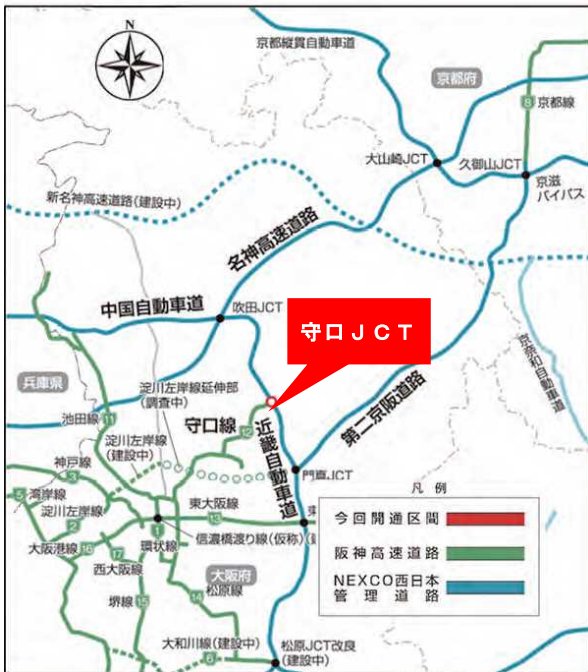 N
京都縦貫自動車道
京都府
8
京都線
大山崎JCT
久御山JCT
京滋
バイパス
新名神高速道路(建設中)
名神高速道路
中国自動車道
吹田JCT
守口JCT
京奈和自動車道
兵庫県
淀川左岸線延伸部
(調査中)
守口線
12
池田線
11
近畿自動車道
第二京阪道路
淀川左岸線
(建設中)
門真JCT
神戸線
3
5
湾岸線
東大阪線
13
淀川左岸線
2
1
信濃橋渡り線(仮称)
大阪港線
16
17
環状線
西大阪線
大阪府
14
松原線
堺線
15
大和川線(建設中)
6
松原JCT改良
(建設中)
凡例
今回開通区間
阪神高速道路
NEXCO西日本
管理道路